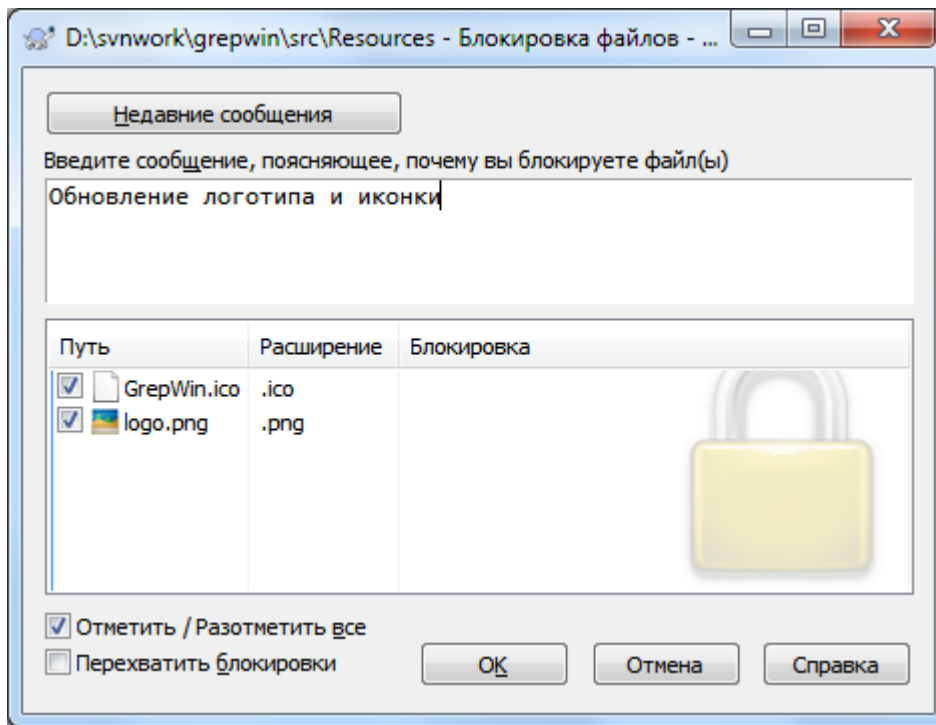 D:\svnwork\grepwin\src\Resources - Блокировка файлов - ...
Недавние сообщения
Введите сообщение, поясняющее, почему вы блокируете файл(ы)
Обновление логотипа и иконки
Путь Расширение Блокировка
GrepWin.ico .ico
logo.png .png
Отметить / Разотметить все
Перехватить блокировки OK Отмена Справка